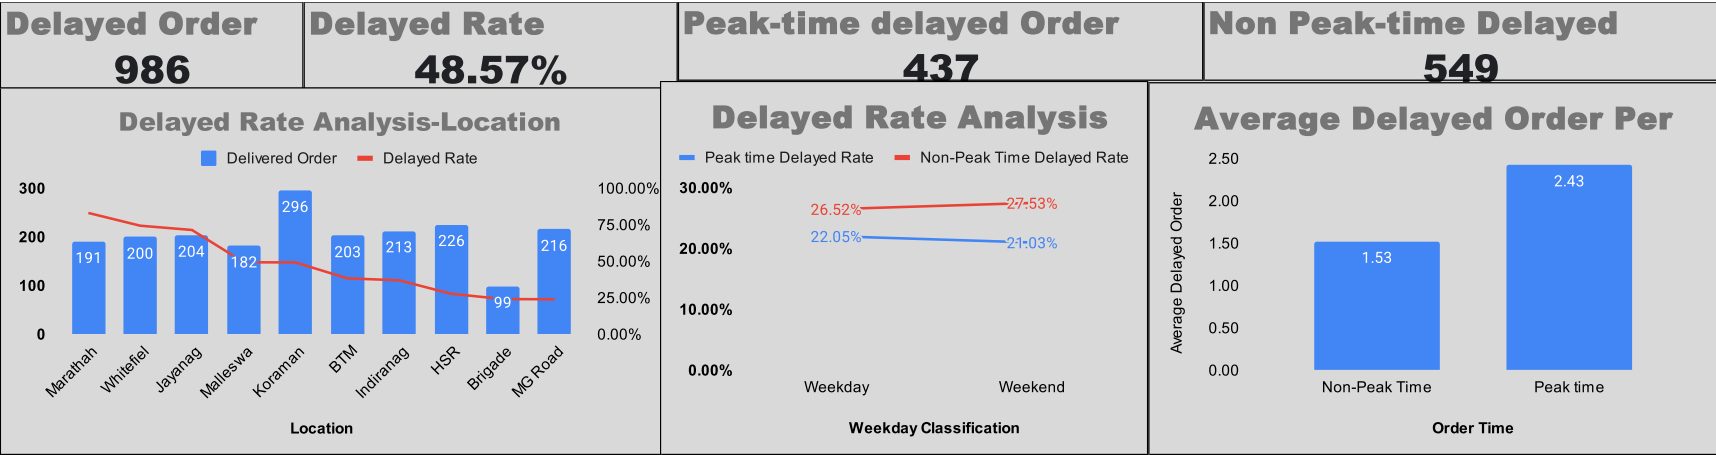 Delayed Order
986
Delayed Rate
48.57%
Peak-time delayed Order
437
Non Peak-time Delayed
549
Delayed Rate Analysis-Location
Delivered Order
Delayed Rate
300
200
100
0
100.00%
75.00%
50.00%
25.00%
0.00%
191
200
204
182
296
203
213
226
99
216
Marathah
Whitefiel
Jayanag
Malleswa
Koraman
BTM
Indiranag
HSR
Brigade
MG Road
Location
Delayed Rate Analysis
Peak time Delayed Rate
Non-Peak Time Delayed Rate
30.00%
20.00%
10.00%
0.00%
26.52%
27.53%
22.05%
21.03%
Weekday
Weekend
Weekday Classification
Average Delayed Order Per
Average Delayed Order
2.50
2.00
1.50
1.00
0.50
0.00
1.53
2.43
Non-Peak Time
Peak time
Order Time